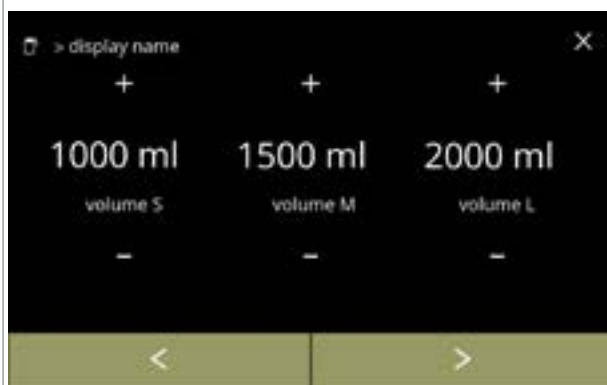 > display name ×
+ + +
1000 ml 1500 ml 2000 ml
volume S volume M volume L
- - -
< >